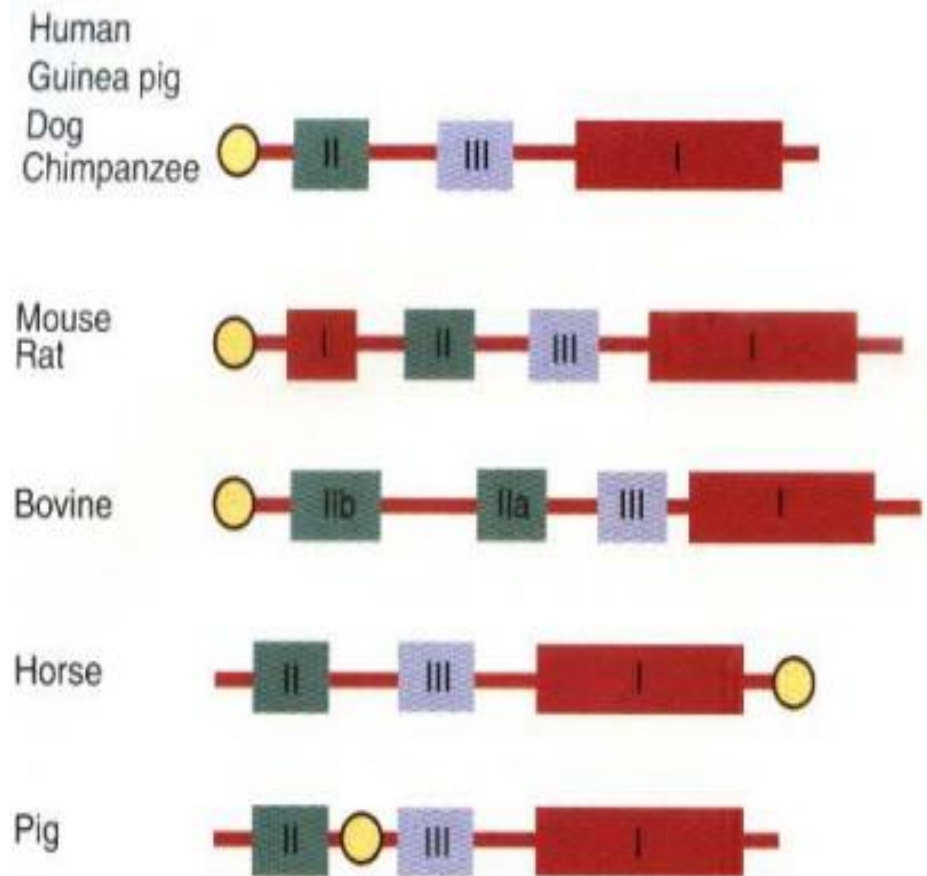 Human
Guinea pig
Dog
Chimpanzee
II III I
Mouse
Rat
I II III I
Bovine
IIb IIa III I
Horse
II III I
Pig
II III I